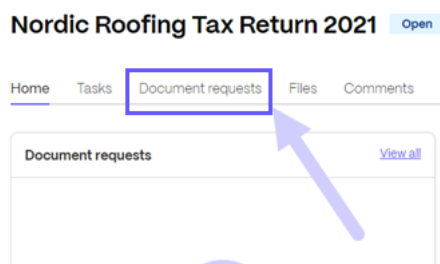 Nordic Roofing Tax Return 2021 Open
Home Tasks Document requests Files Comments
Document requests View all